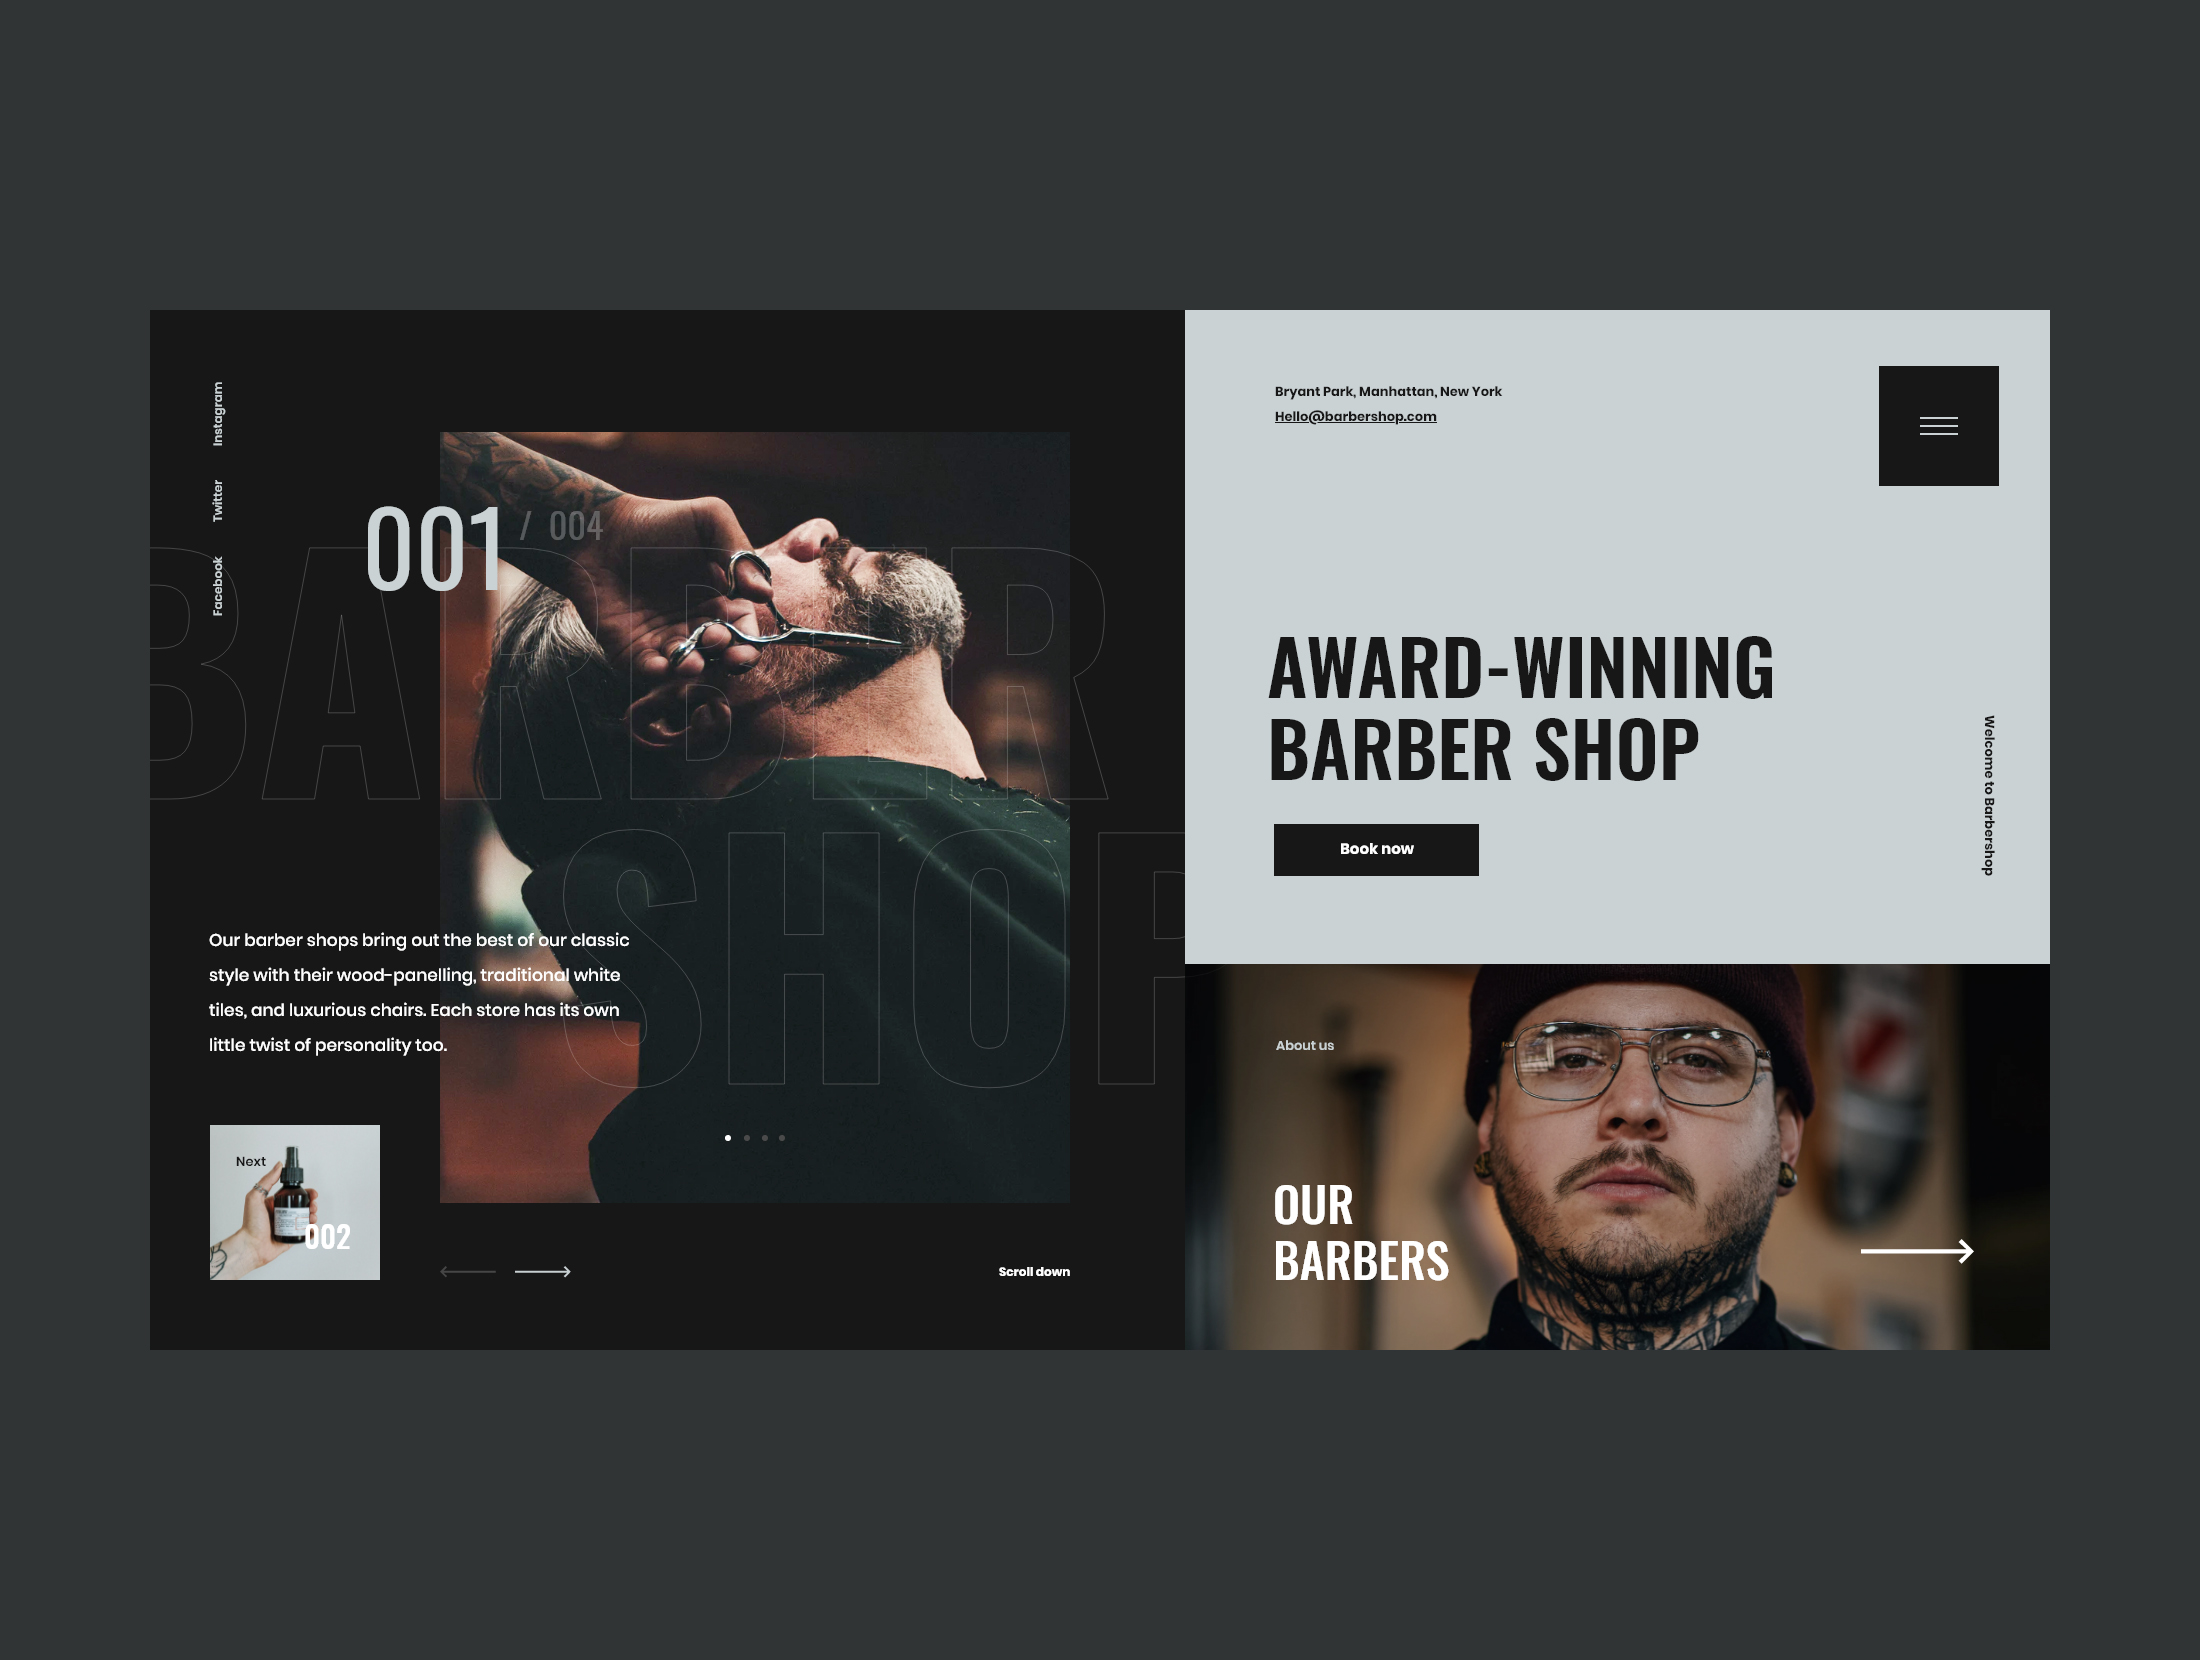 Instagram
Twitter
Facebook
001 / 004
BARBER
SHOP
Our barber shops bring out the best of our classic
style with their wood-panelling, traditional white
tiles, and luxurious chairs. Each store has its own
little twist of personality too.
Next
002
Scroll down
Bryant Park, Manhattan, New York
Hello@barbershop.com
AWARD-WINNING
BARBER SHOP
Book now
Welcome to Barbershop
About us
OUR
BARBERS